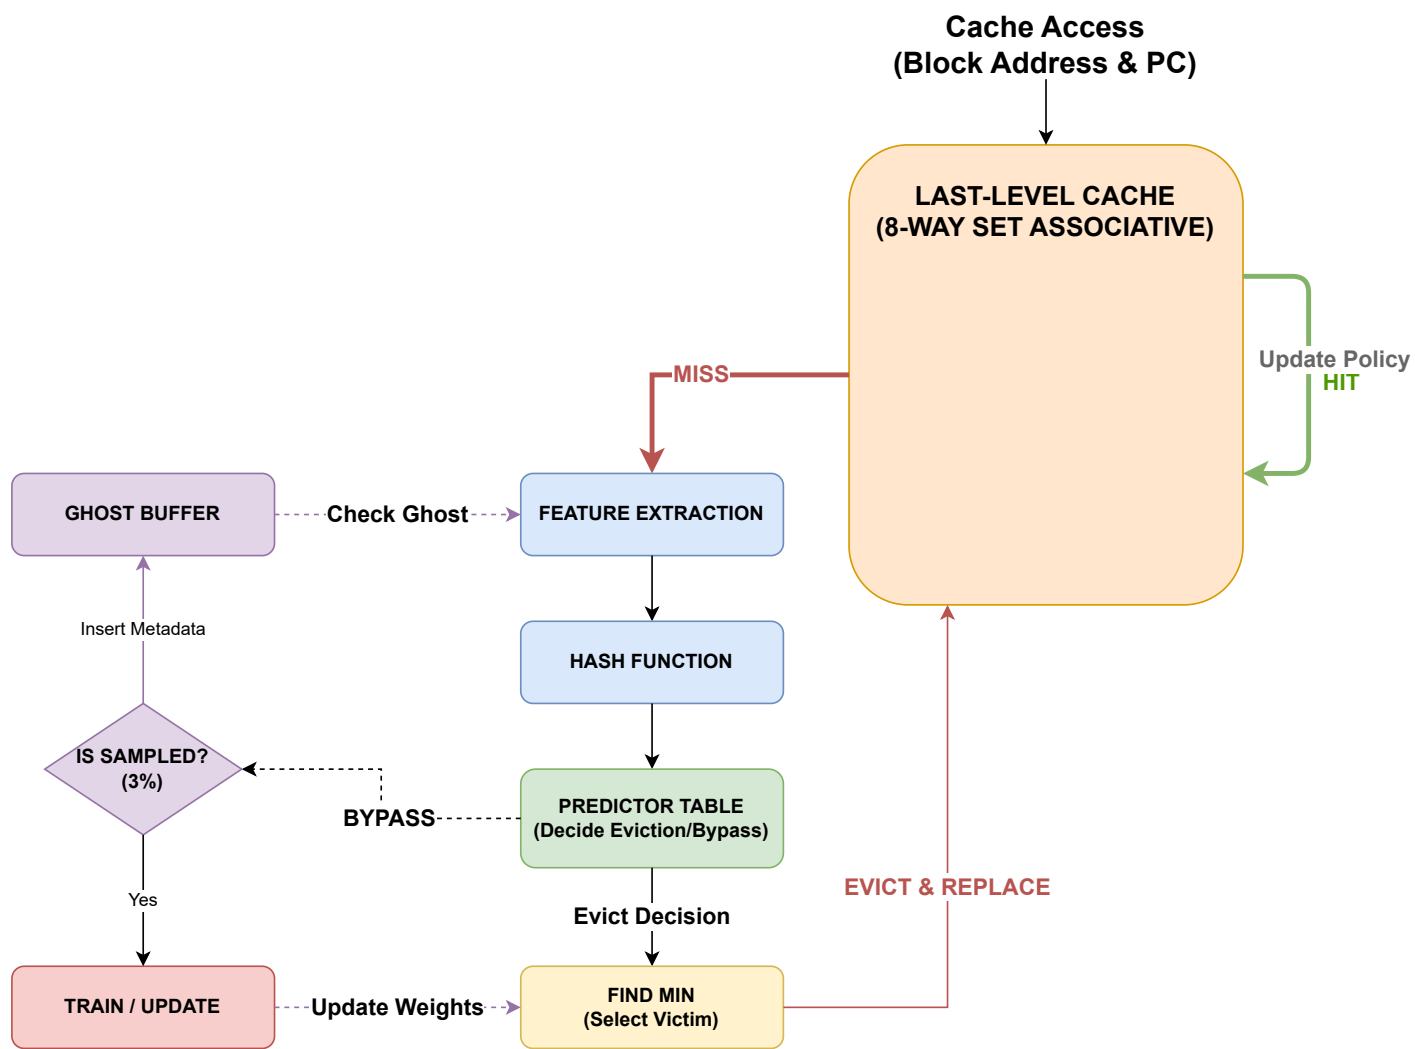 Cache Access
(Block Address & PC)
LAST-LEVEL CACHE
(8-WAY SET ASSOCIATIVE)
Update Policy
HIT
MISS
GHOST BUFFER
Check Ghost
FEATURE EXTRACTION
Insert Metadata
HASH FUNCTION
IS SAMPLED?
(3%)
BYPASS
PREDICTOR TABLE
(Decide Eviction/Bypass)
Yes
Evict Decision
EVICT & REPLACE
TRAIN / UPDATE
Update Weights
FIND MIN
(Select Victim)